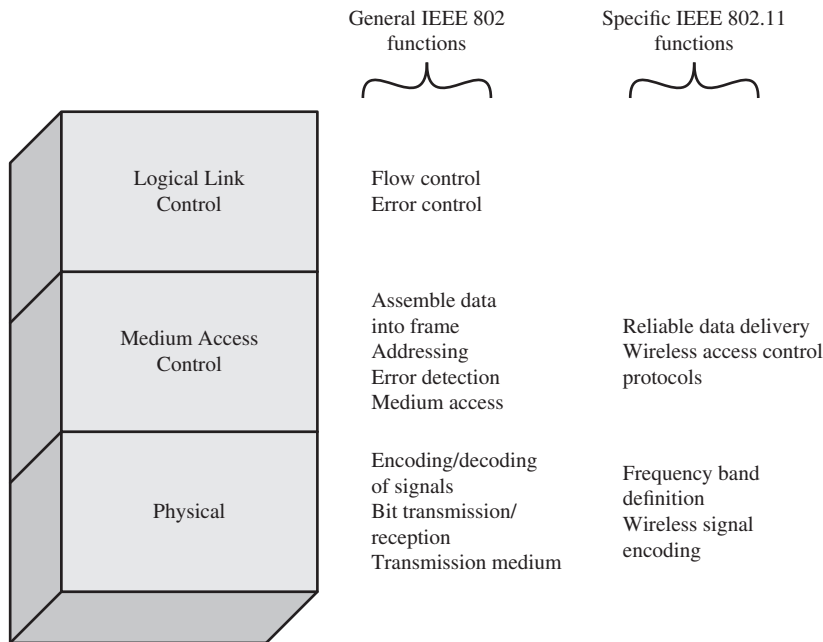 General IEEE 802
functions
Specific IEEE 802.11
functions
Logical Link
Control
Flow control
Error control
Medium Access
Control
Assemble data
into frame
Addressing
Error detection
Medium access
Reliable data delivery
Wireless access control
protocols
Physical
Encoding/decoding
of signals
Bit transmission/
reception
Transmission medium
Frequency band
definition
Wireless signal
encoding